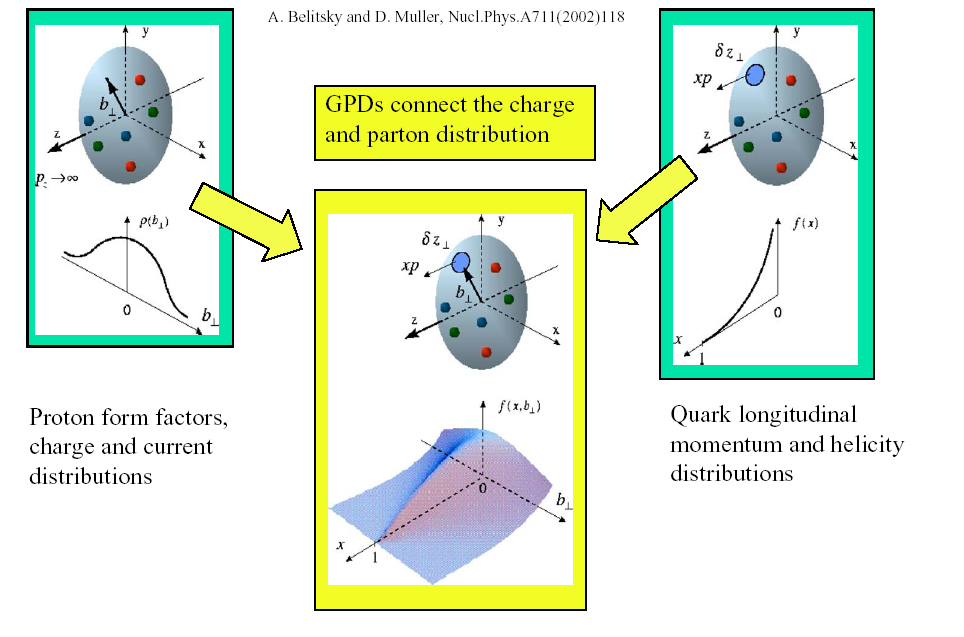 A. Belitsky and D. Muller, Nucl.Phys.A711(2002)118
y
b⊥
z
x
p_z →∞
ρ(b⊥)
0
b⊥
Proton form factors,
charge and current
distributions
GPDs connect the charge
and parton distribution
y
δz⊥
xp
b⊥
z
x
f(x,b⊥)
0
b⊥
x
1
y
δz⊥
xp
z
x
f(x)
0
x
1
Quark longitudinal
momentum and helicity
distributions